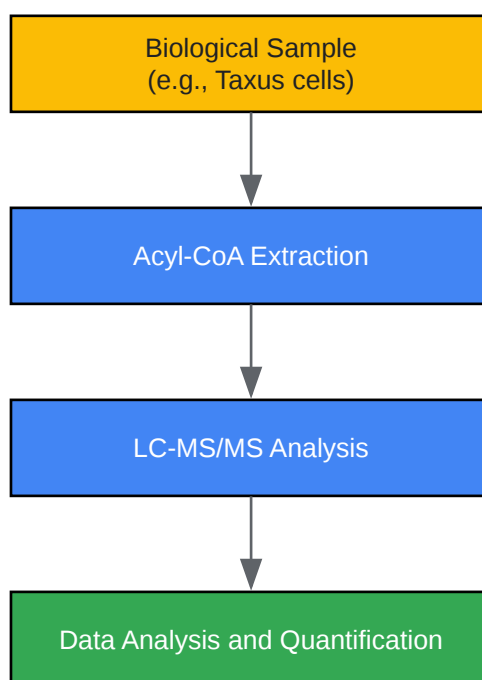 Biological Sample
(e.g., Taxus cells)
Acyl-CoA Extraction
LC-MS/MS Analysis
Data Analysis and Quantification